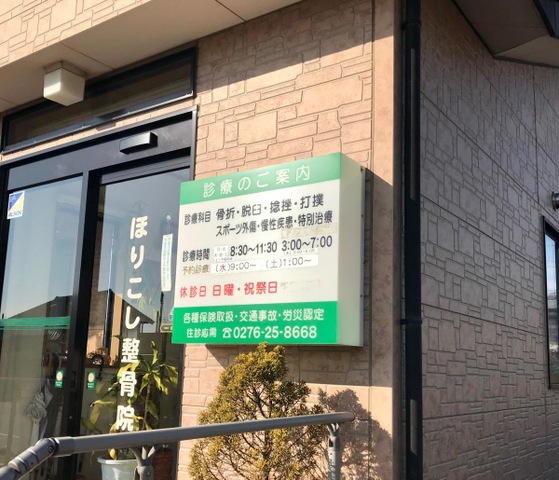 診療のご案内
診療科目 骨折・脱臼・捻挫・打撲
スポーツ外傷・慢性疾患・特別治療
診療時間 8:30〜11:30 3:00〜7:00
予約診療 (水)9:00〜 (土)1:00〜
休診日 日曜・祝祭日
各種保険取扱・交通事故・労災認定
往診応需 ☎0276-25-8668
ほりこし整骨院